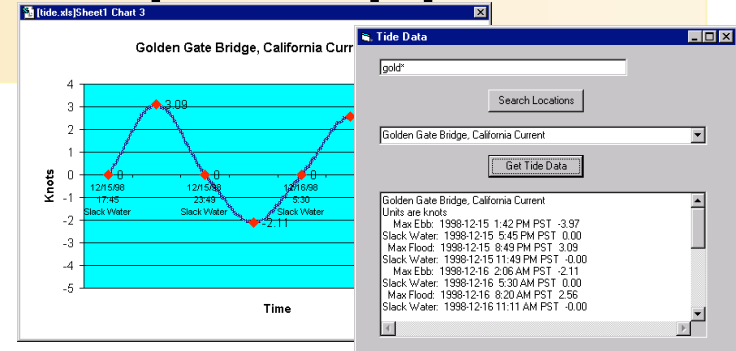 [tide.xls]Sheet1 Chart 3
Golden Gate Bridge, California Curr
4
3
2
1
0
-1
-2
-3
-4
-5
Knots
3.09
0
0
0
-2.11
12/15/98
17:45
Slack Water
12/15/98
23:49
Slack Water
12/16/98
5:30
Slack Water
Time
Tide Data
gold*
Search Locations
Golden Gate Bridge, California Current
Get Tide Data
Golden Gate Bridge, California Current
Units are knots
Max Ebb: 1998-12-15 1:42 PM PST -3.97
Slack Water: 1998-12-15 5:45 PM PST 0.00
Max Flood: 1998-12-15 8:49 PM PST 3.09
Slack Water: 1998-12-15 11:49 PM PST -0.00
Max Ebb: 1998-12-16 2:06 AM PST -2.11
Slack Water: 1998-12-16 5:30 AM PST 0.00
Max Flood: 1998-12-16 8:20 AM PST 2.56
Slack Water: 1998-12-16 11:11 AM PST -0.00